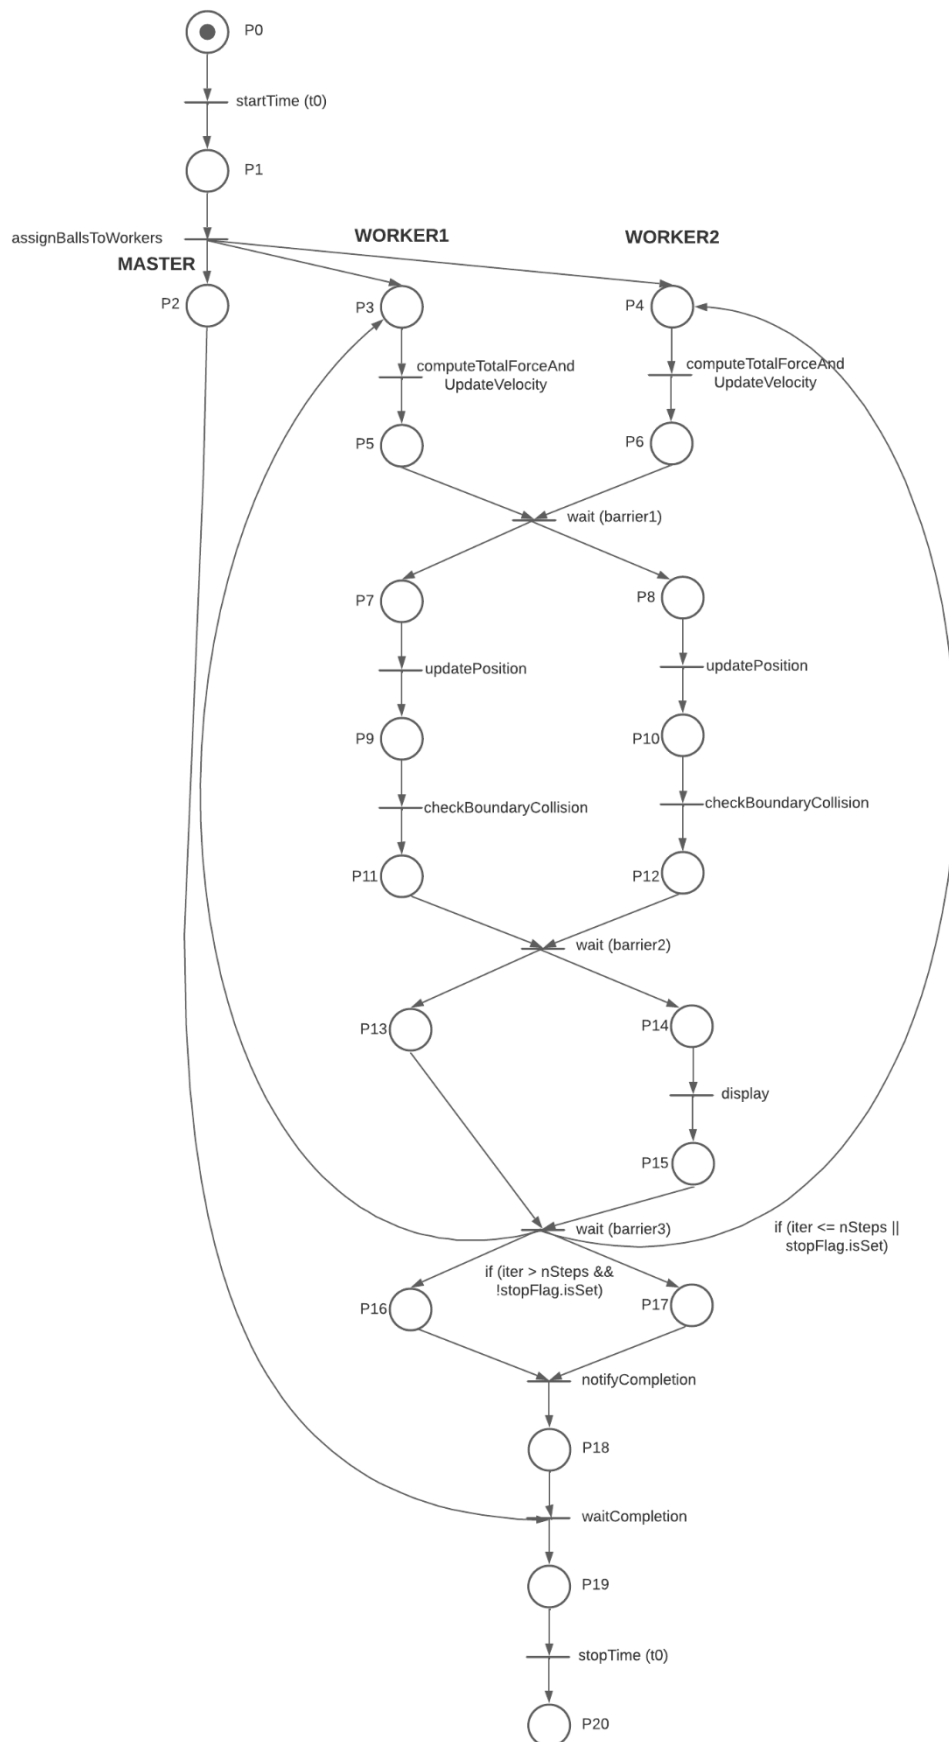 P0
startTime (t0)
P1
assignBallsToWorkers
WORKER1
WORKER2
MASTER
P2
P3
P4
computeTotalForceAnd
UpdateVelocity
computeTotalForceAnd
UpdateVelocity
P5
P6
wait (barrier1)
P7
P8
updatePosition
updatePosition
P9
P10
checkBoundaryCollision
checkBoundaryCollision
P11
P12
wait (barrier2)
P13
P14
display
P15
wait (barrier3)
if (iter <= nSteps ||
stopFlag.isSet)
if (iter > nSteps &&
!stopFlag.isSet)
P16
P17
notifyCompletion
P18
waitCompletion
P19
stopTime (t0)
P20